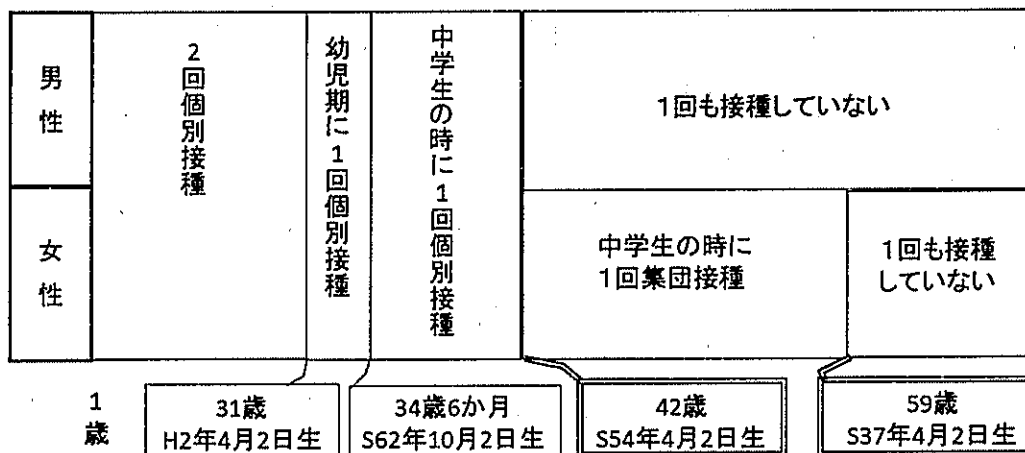 男性
2回個別接種
幼児期に1回個別接種
中学生の時に1回個別接種
1回も接種していない
女性
中学生の時に
1回集団接種
1回も接種
していない
1歳
31歳
H2年4月2日生
34歳6か月
S62年10月2日生
42歳
S54年4月2日生
59歳
S37年4月2日生